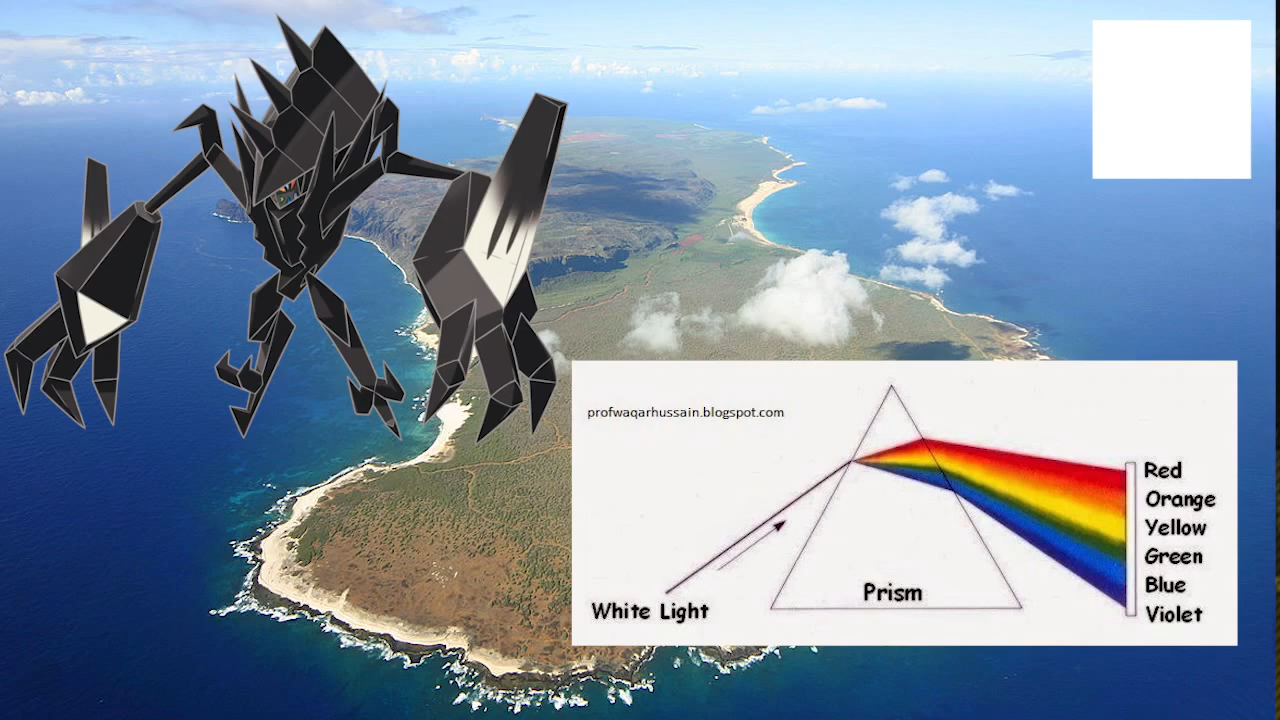 profwaqarhussain.blogspot.com
Red
Orange
Yellow
Green
Blue
Violet
Prism
White Light